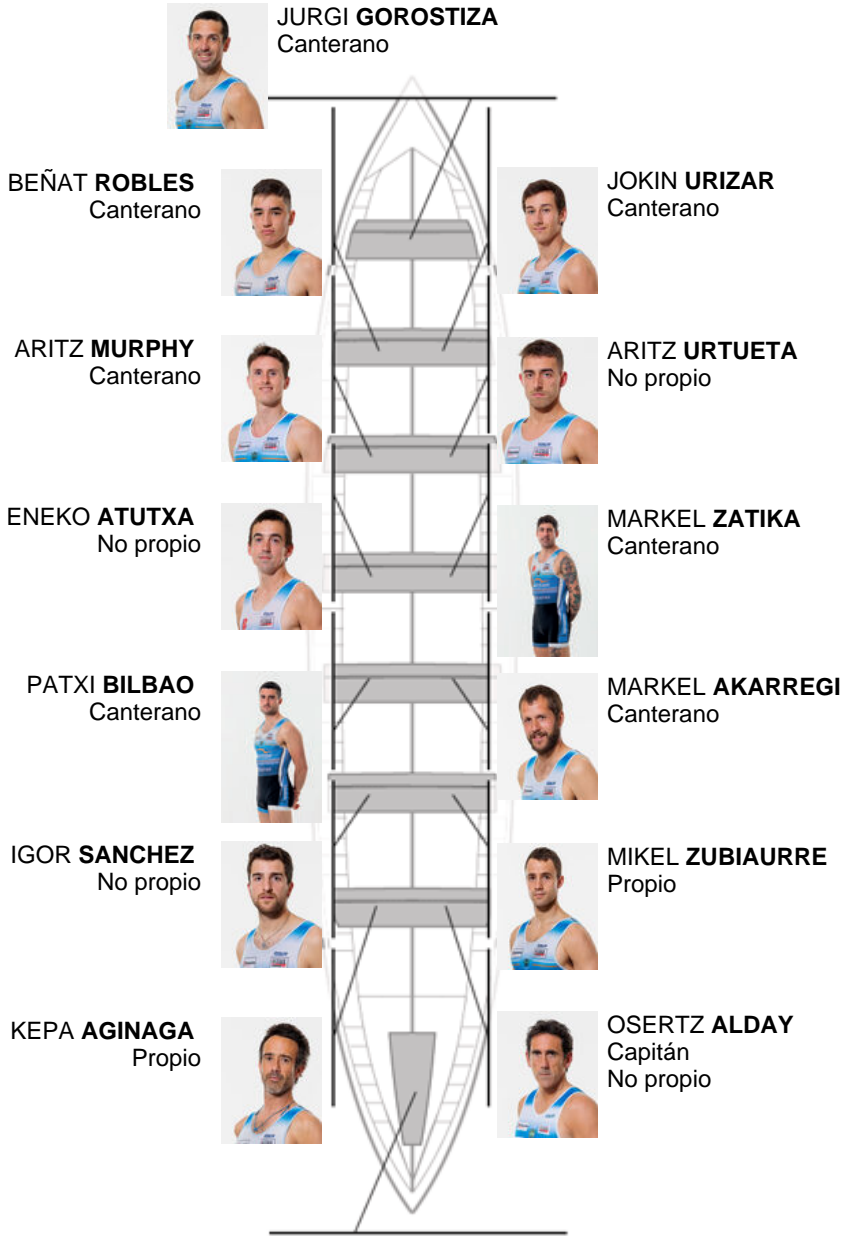 JURGI GOROSTIZA
Canterano
BEÑAT ROBLES
Canterano
JOKIN URIZAR
Canterano
ARITZ MURPHY
Canterano
ARITZ URTUETA
No propio
ENEKO ATUTXA
No propio
MARKEL ZATIKA
Canterano
PATXI BILBAO
Canterano
MARKEL AKARREGI
Canterano
IGOR SANCHEZ
No propio
MIKEL ZUBIAURRE
Propio
KEPA AGINAGA
Propio
OSERTZ ALDAY
Capitán
No propio